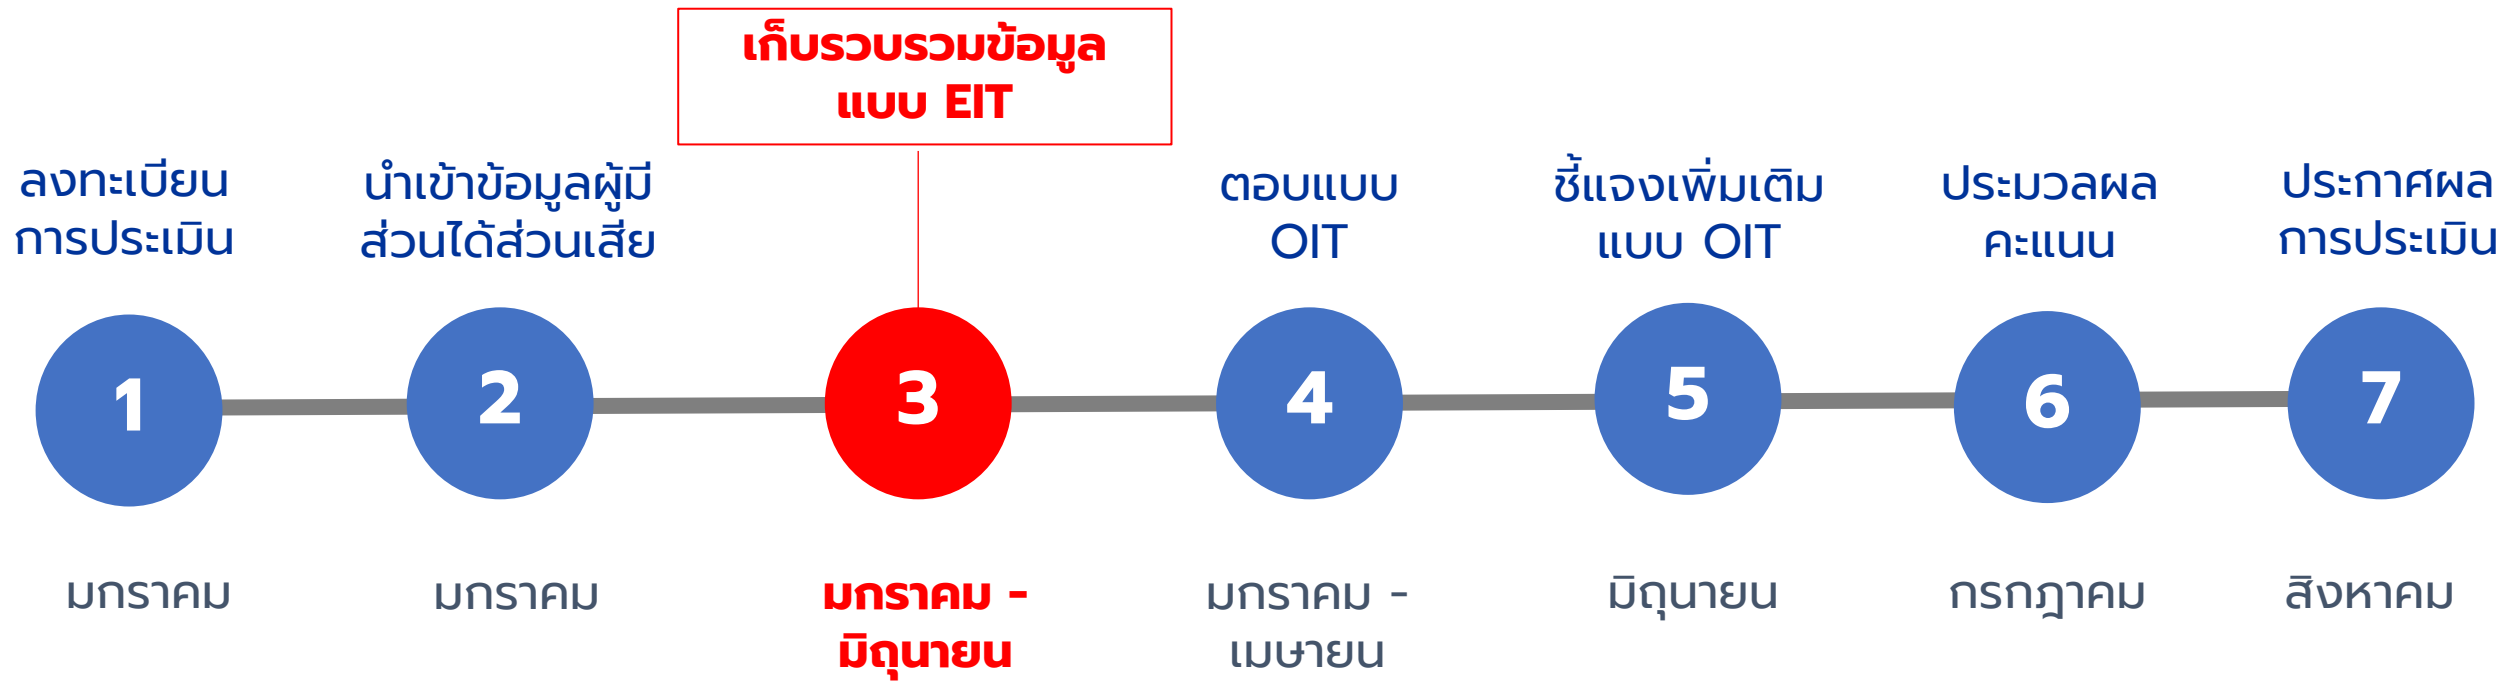 เก็บรวบรวมข้อมูล
แบบ EIT
ลงทะเบียน
การประเมิน
นำเข้าข้อมูลผู้มี
ส่วนได้ส่วนเสีย
ตอบแบบ
OIT
ชี้แจงเพิ่มเติม
แบบ OIT
ประมวลผล
คะแนน
ประกาศผล
การประเมิน
1
2
3
4
5
6
7
มกราคม
มกราคม
มกราคม -
มิถุนายน
มกราคม -
เมษายน
มิถุนายน
กรกฎาคม
สิงหาคม